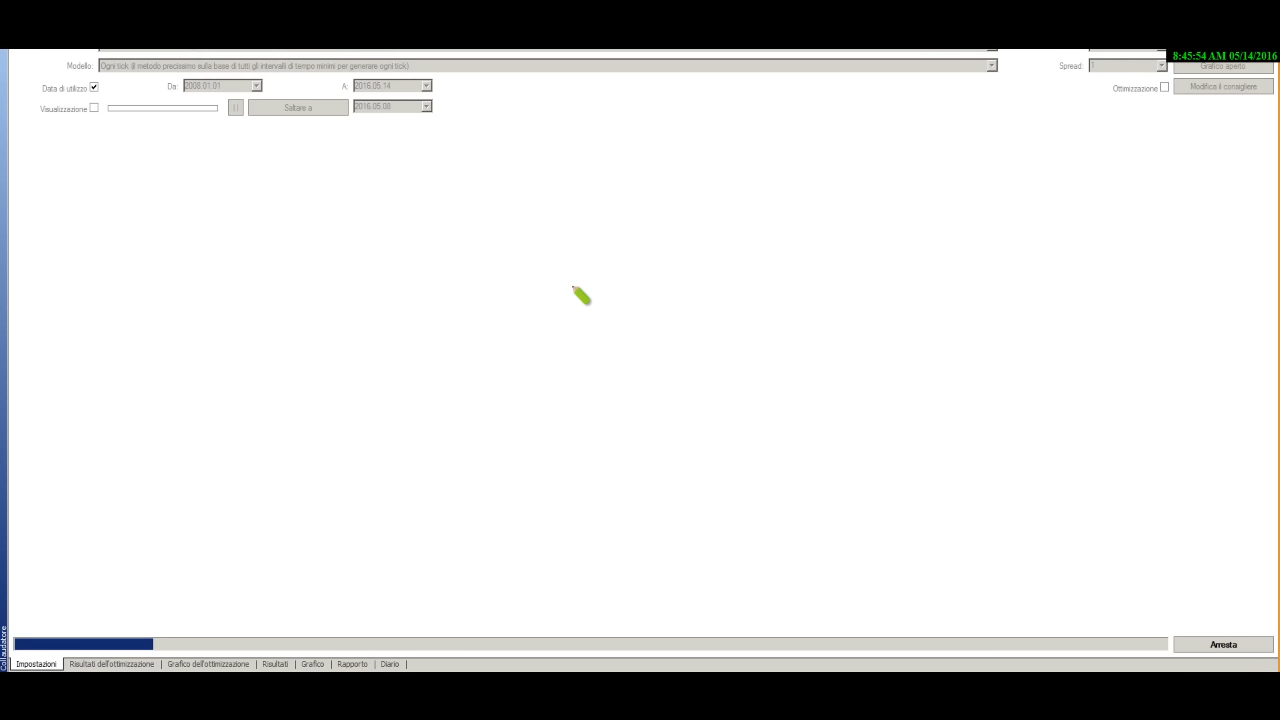 8:45:54 AM 05/14/2016
Modello: Ogni tick (il metodo precisissimo sulla base di tutti gli intervalli di tempo minimi per generare ogni tick) Spread: 1 Grafico aperto
Data di utilizzo Da: 2008.01.01 A: 2016.05.14 Ottimizzazione Modifica il consigliere
Visualizzazione Saltare a 2016.05.08
Arresta
Collaudatore
Impostazioni Risultati dell'ottimizzazione Grafico dell'ottimizzazione Risultati Grafico Rapporto Diario